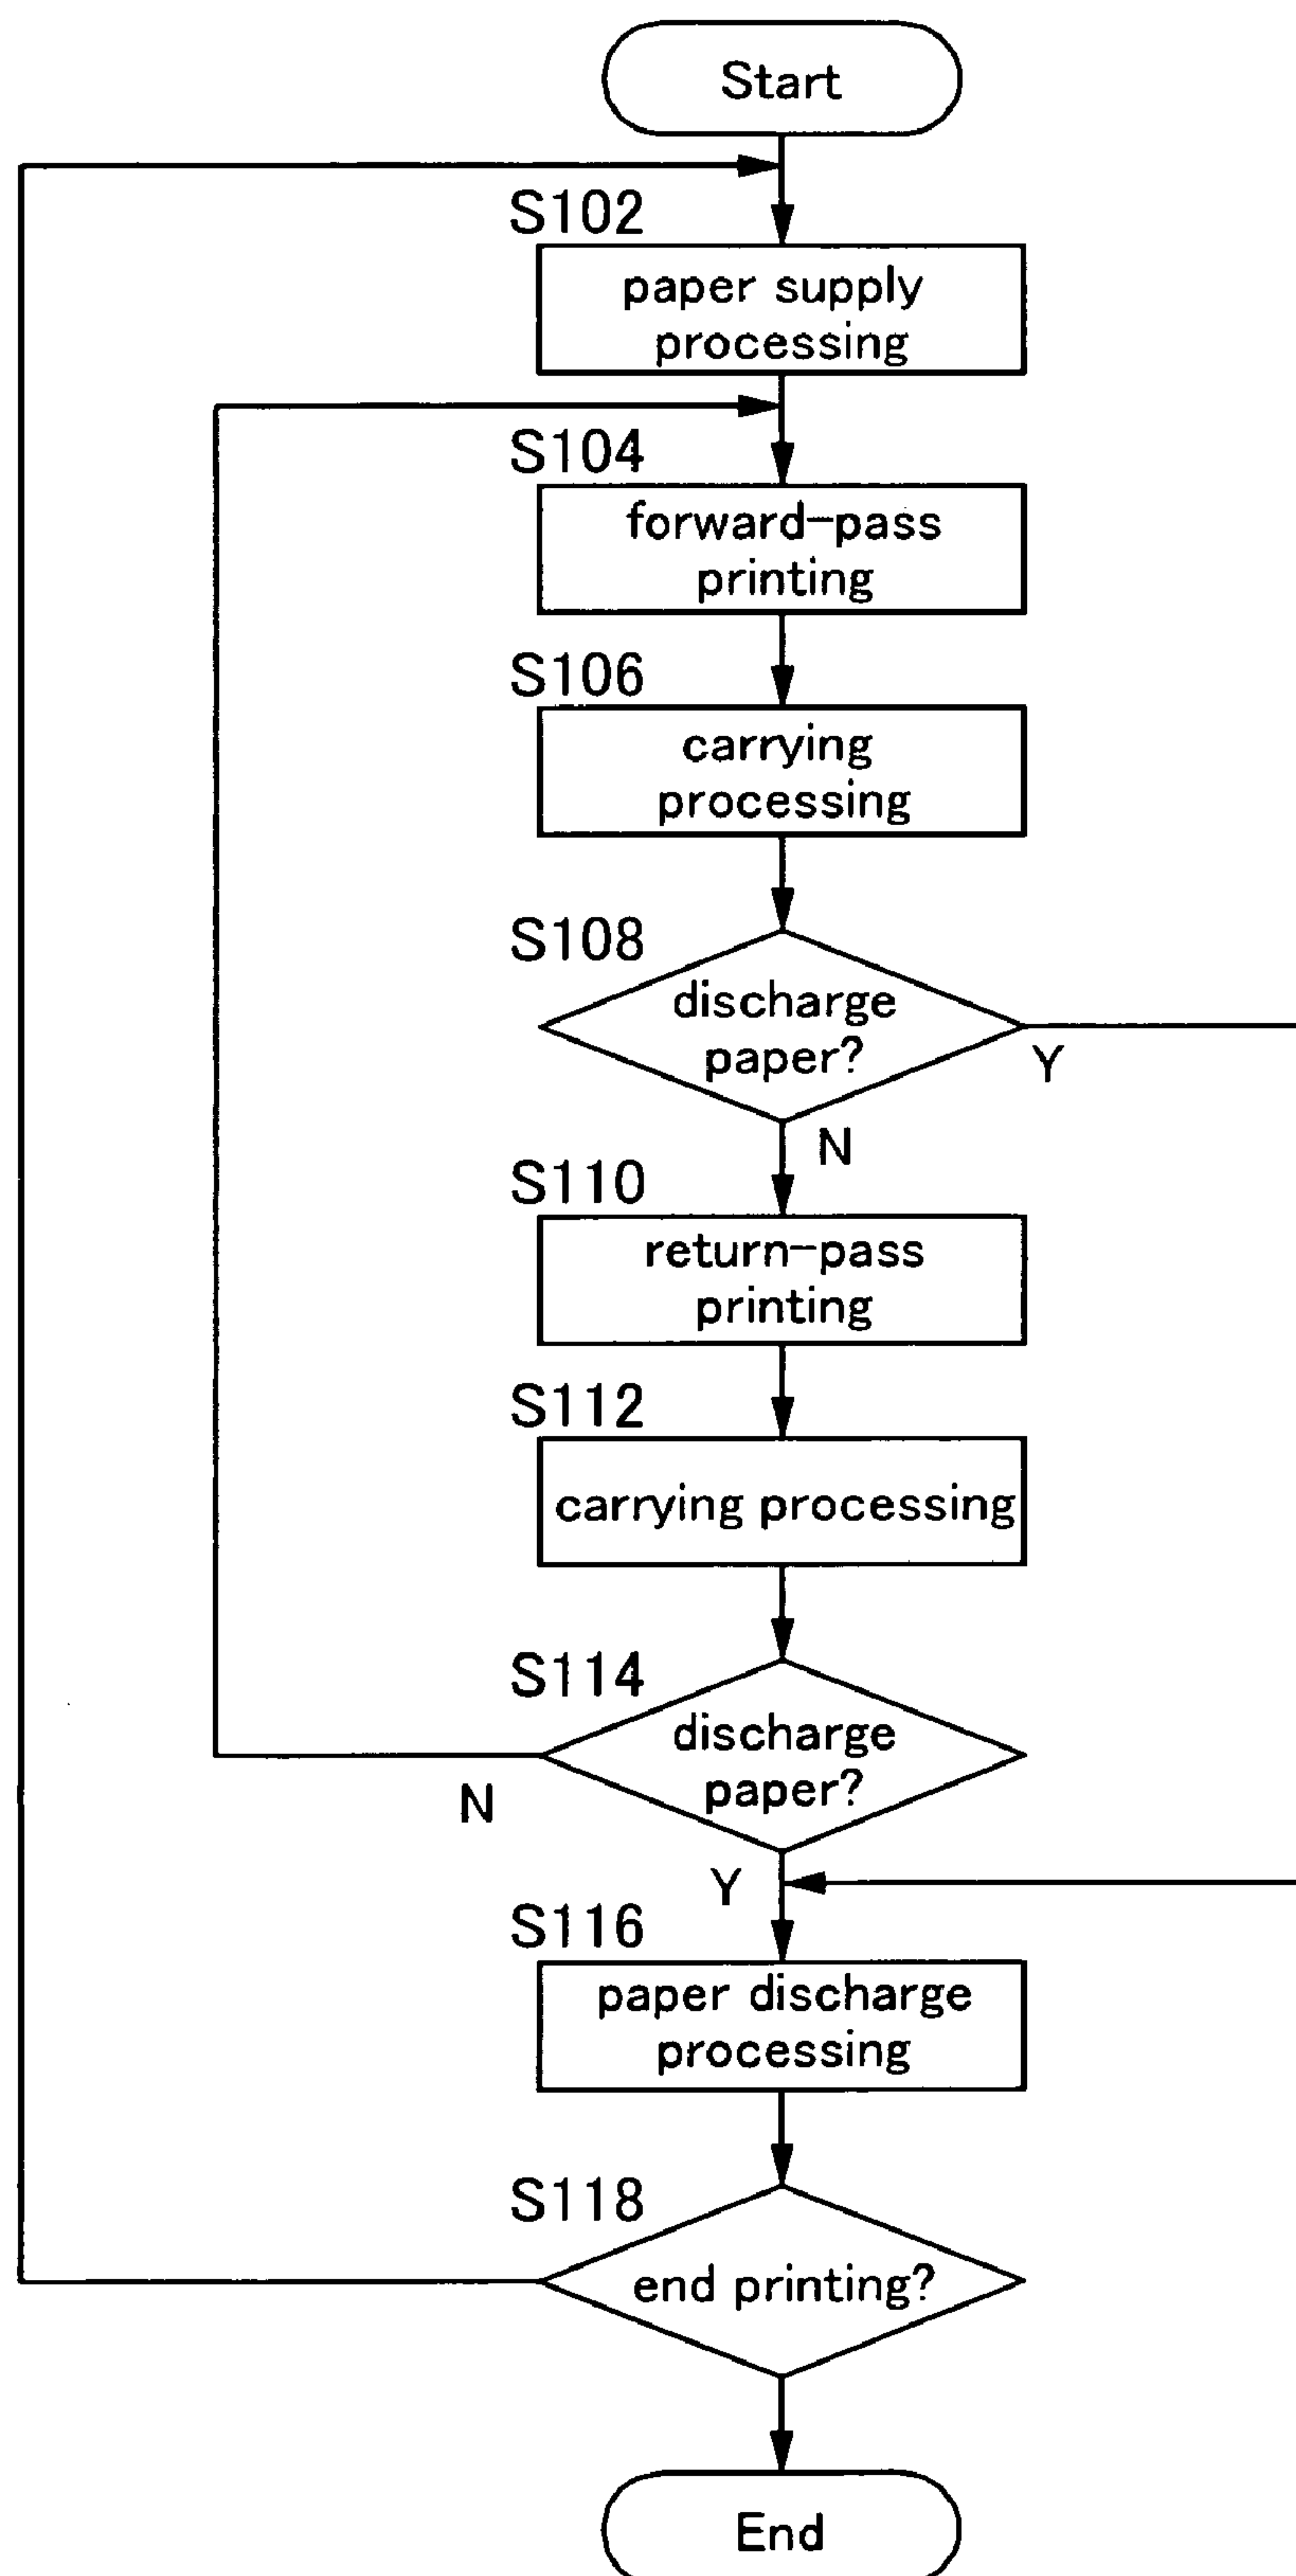 Start
S102
paper supply
processing
S104
forward-pass
printing
S106
carrying
processing
S108
discharge
paper?
Y
N
S110
return-pass
printing
S112
carrying processing
S114
discharge
paper?
N
Y
S116
paper discharge
processing
S118
end printing?
End